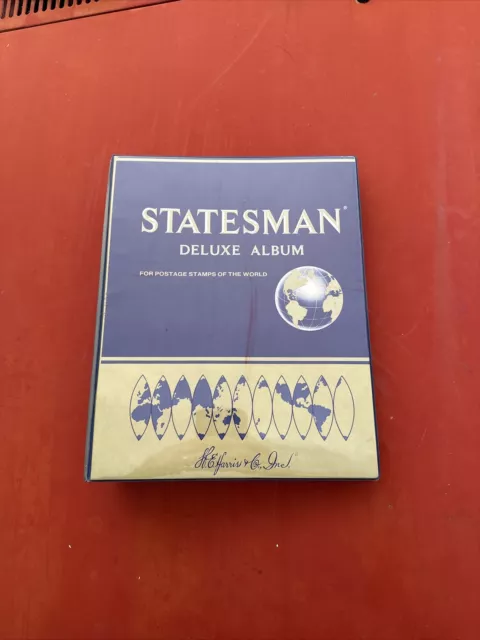 STATESMAN®
DELUXE ALBUM
FOR POSTAGE STAMPS OF THE WORLD
H.E. Harris & Co., Inc.